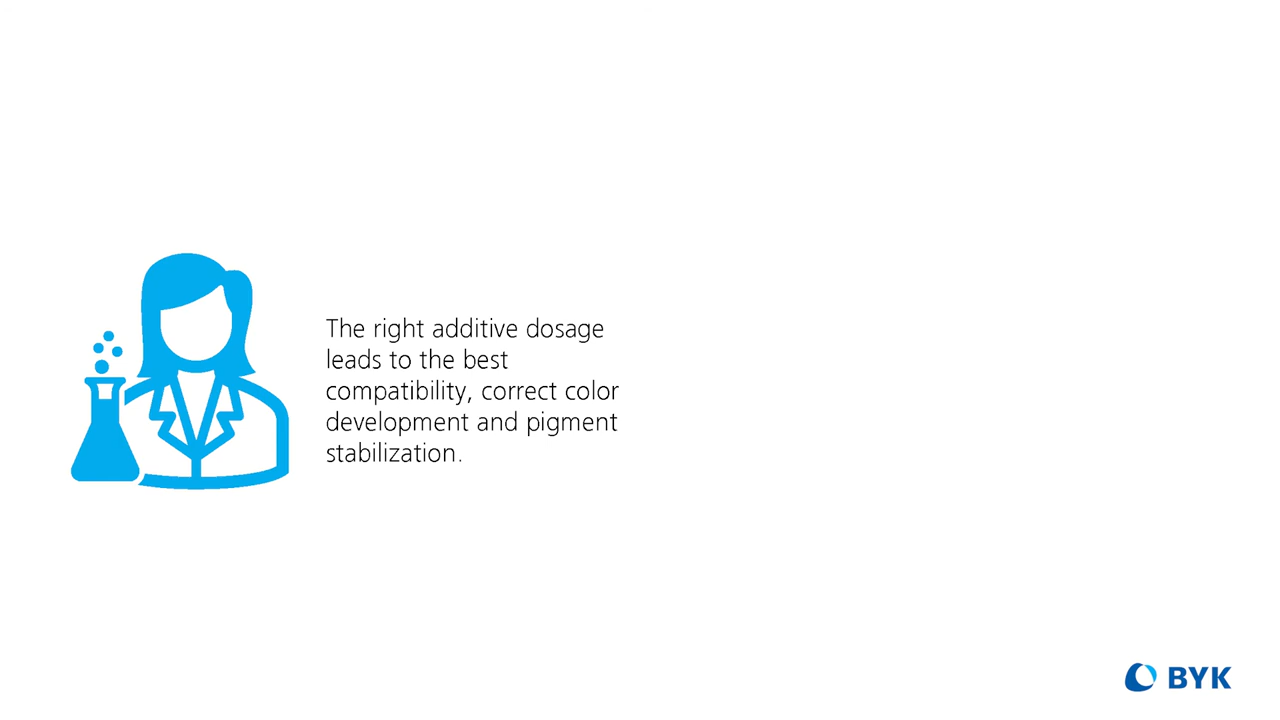 The right additive dosage
leads to the best
compatibility, correct color
development and pigment
stabilization.
BYK